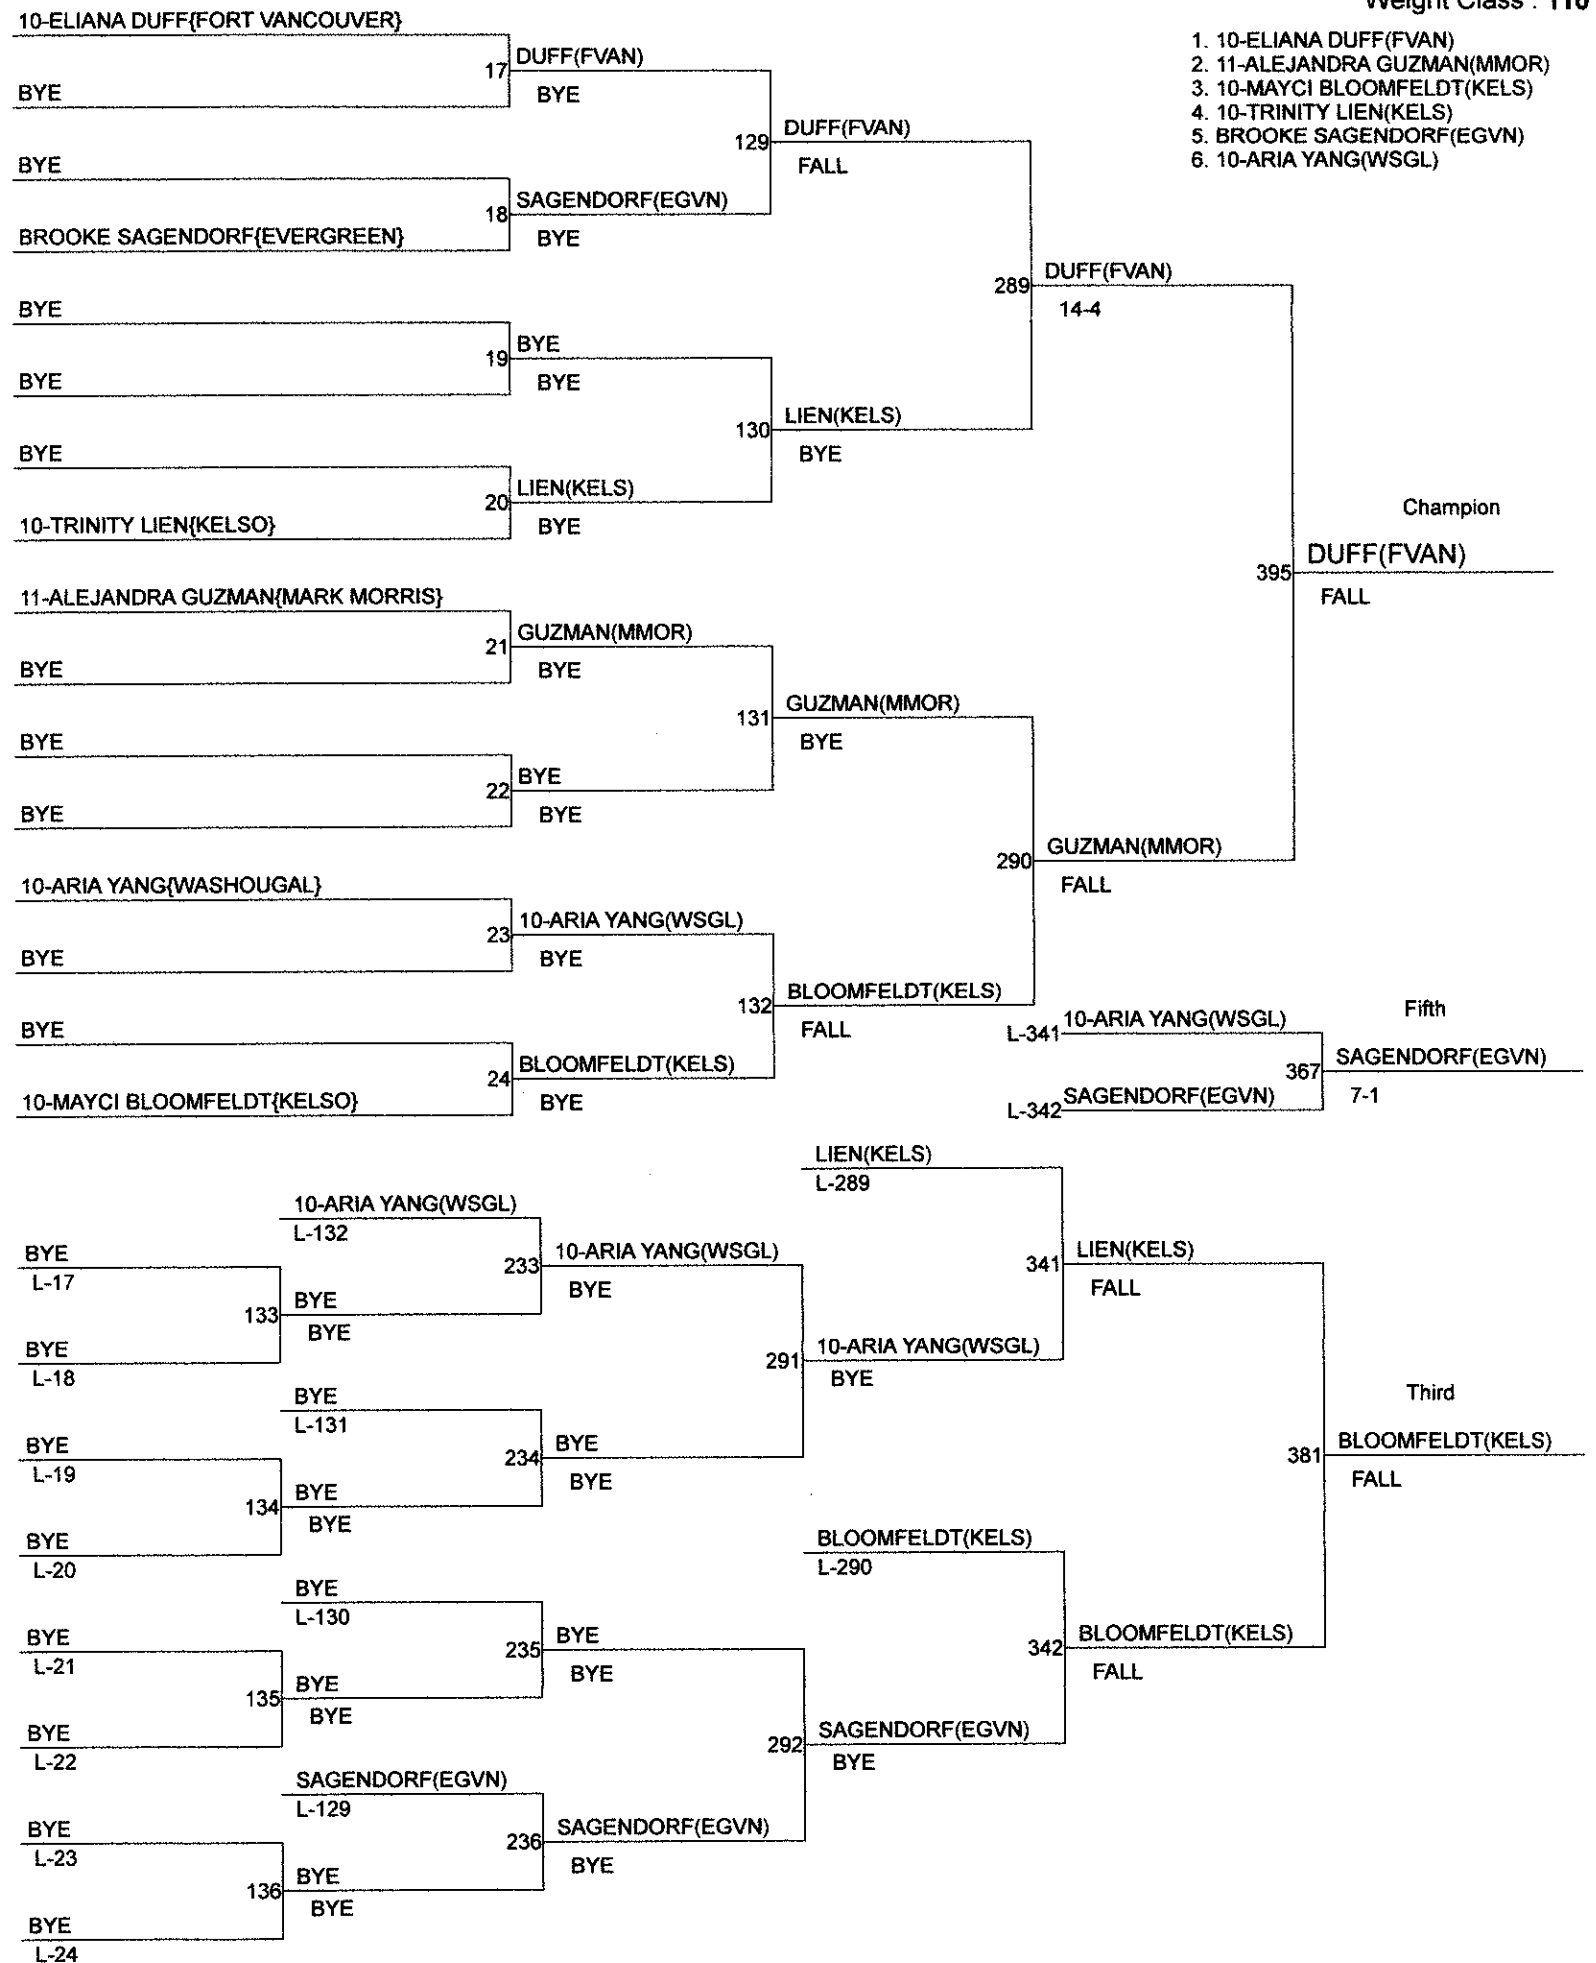 Weight Class : 110
1. 10-ELIANA DUFF(FVAN)
2. 11-ALEJANDRA GUZMAN(MMOR)
3. 10-MAYCI BLOOMFELDT(KELS)
4. 10-TRINITY LIEN(KELS)
5. BROOKE SAGENDORF(EGVN)
6. 10-ARIA YANG(WSGL)
10-ELIANA DUFF{FORT VANCOUVER}
17 DUFF(FVAN)
BYE
BYE
129 DUFF(FVAN)
FALL
BYE
18 SAGENDORF(EGVN)
BROOKE SAGENDORF{EVERGREEN}
BYE
289 DUFF(FVAN)
14-4
BYE
19 BYE
BYE
BYE
130 LIEN(KELS)
BYE
BYE
20 LIEN(KELS)
10-TRINITY LIEN{KELSO}
BYE
Champion
395 DUFF(FVAN)
FALL
11-ALEJANDRA GUZMAN{MARK MORRIS}
21 GUZMAN(MMOR)
BYE
BYE
131 GUZMAN(MMOR)
BYE
BYE
22 BYE
BYE
BYE
290 GUZMAN(MMOR)
FALL
10-ARIA YANG{WASHOUGAL}
23 10-ARIA YANG(WSGL)
BYE
BYE
132 BLOOMFELDT(KELS)
FALL
BYE
24 BLOOMFELDT(KELS)
10-MAYCI BLOOMFELDT{KELSO}
BYE
Fifth
L-341 10-ARIA YANG(WSGL)
367 SAGENDORF(EGVN)
7-1
L-342 SAGENDORF(EGVN)
LIEN(KELS)
L-289
10-ARIA YANG(WSGL)
L-132
BYE
L-17
233 10-ARIA YANG(WSGL)
BYE
341 LIEN(KELS)
FALL
133 BYE
BYE
BYE
L-18
291 10-ARIA YANG(WSGL)
BYE
BYE
L-131
Third
BYE
L-19
234 BYE
BYE
381 BLOOMFELDT(KELS)
FALL
134 BYE
BYE
BYE
L-20
BLOOMFELDT(KELS)
L-290
BYE
L-130
BYE
L-21
235 BYE
BYE
342 BLOOMFELDT(KELS)
FALL
135 BYE
BYE
BYE
L-22
292 SAGENDORF(EGVN)
BYE
SAGENDORF(EGVN)
L-129
BYE
L-23
236 SAGENDORF(EGVN)
BYE
136 BYE
BYE
BYE
L-24